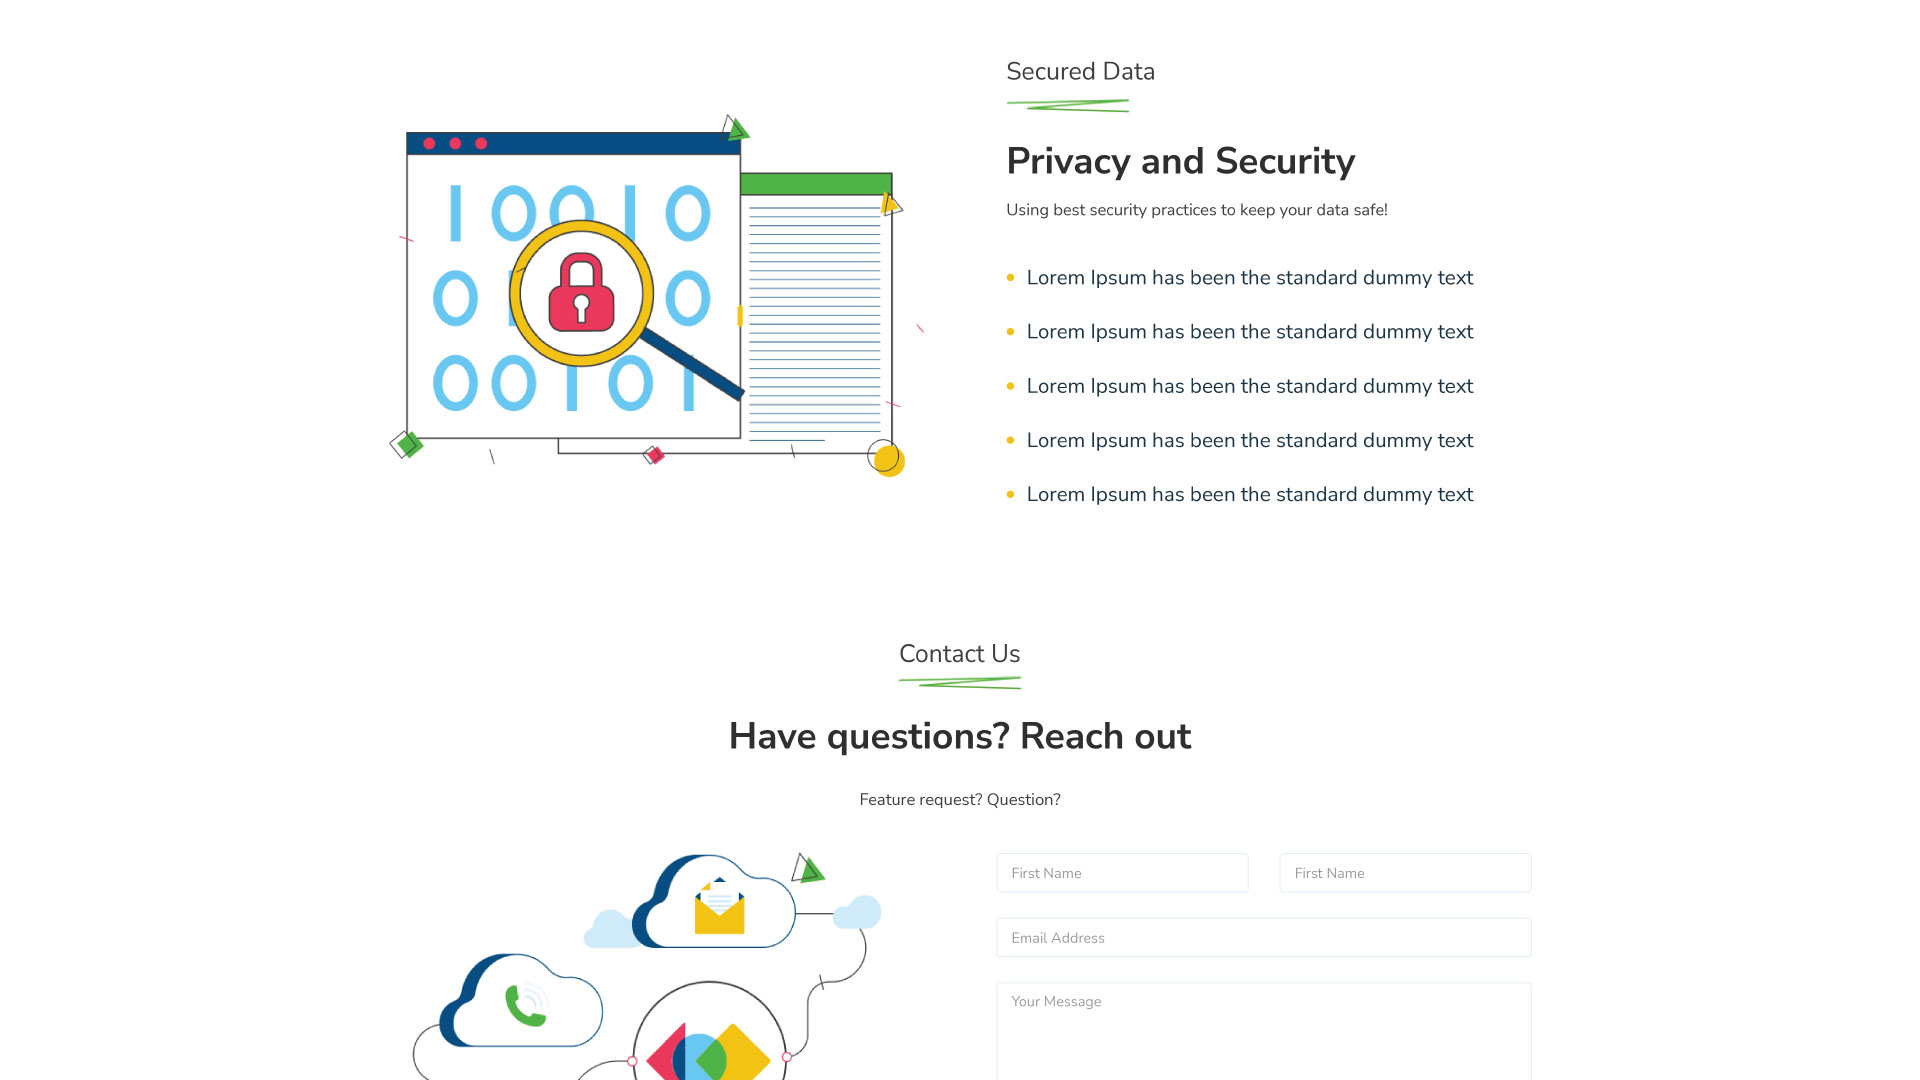 Secured Data
Privacy and Security
Using best security practices to keep your data safe!
Lorem Ipsum has been the standard dummy text
Lorem Ipsum has been the standard dummy text
Lorem Ipsum has been the standard dummy text
Lorem Ipsum has been the standard dummy text
Lorem Ipsum has been the standard dummy text
10010
0 0
00101
Contact Us
Have questions? Reach out
Feature request? Question?
First Name
First Name
Email Address
Your Message